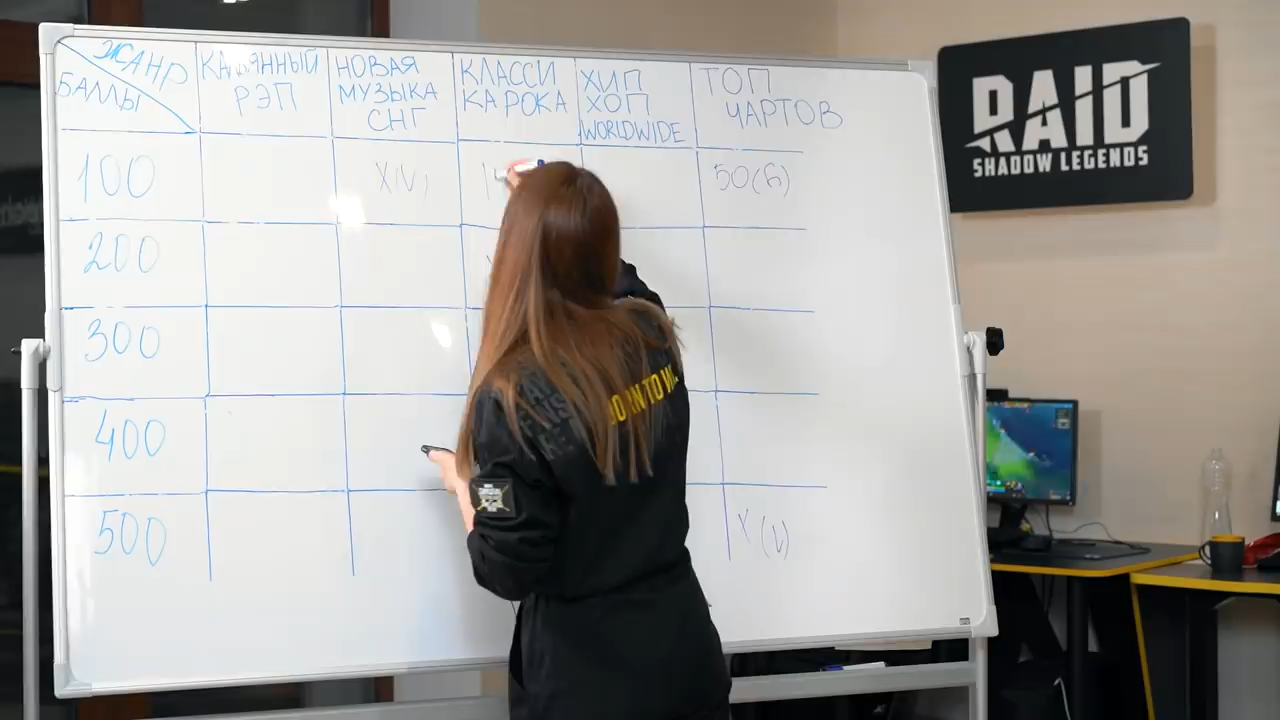 ЖАНР
БАЛЛЫ
КАЛЬЯННЫЙ
РЭП
НОВАЯ
МУЗЫКА
СНГ
КЛАССИ
КА РОКА
ХИП
ХОП
WORLDWIDE
ТОП
ЧАРТОВ
100
200
300
400
500
RAID
SHADOW LEGENDS